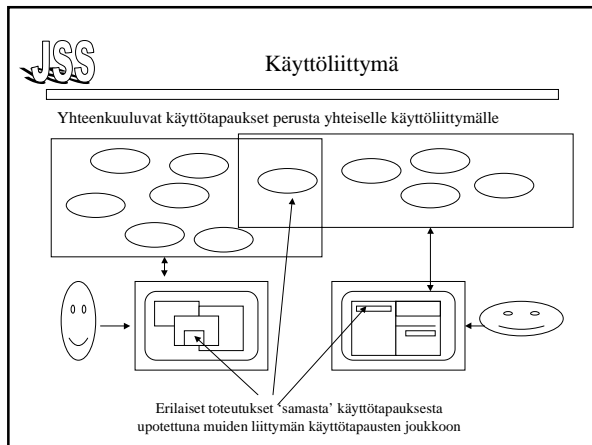 JSS
Käyttöliittymä
Yhteenkuuluvat käyttötapaukset perusta yhteiselle käyttöliittymälle
Erilaiset toteutukset ‘samasta’ käyttötapauksesta
upotettuna muiden liittymän käyttötapausten joukkoon